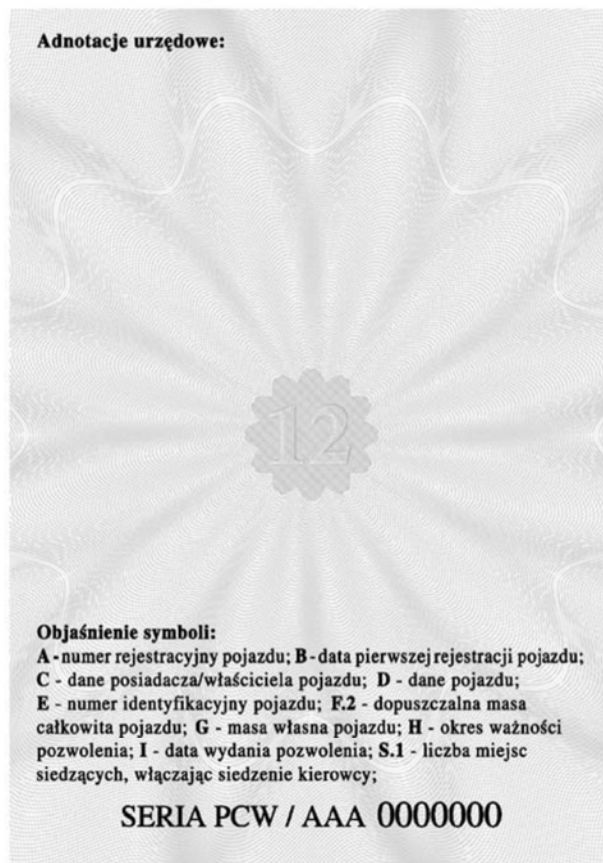 Adnotacje urzędowe:
12
Objaśnienie symboli:
A - numer rejestracyjny pojazdu; B - data pierwszej rejestracji pojazdu;
C - dane posiadacza/właściciela pojazdu; D - dane pojazdu;
E - numer identyfikacyjny pojazdu; F.2 - dopuszczalna masa
całkowita pojazdu; G - masa własna pojazdu; H - okres ważności
pozwolenia; I - data wydania pozwolenia; S.1 - liczba miejsc
siedzących, włączając siedzenie kierowcy;
SERIA PCW / AAA 0000000